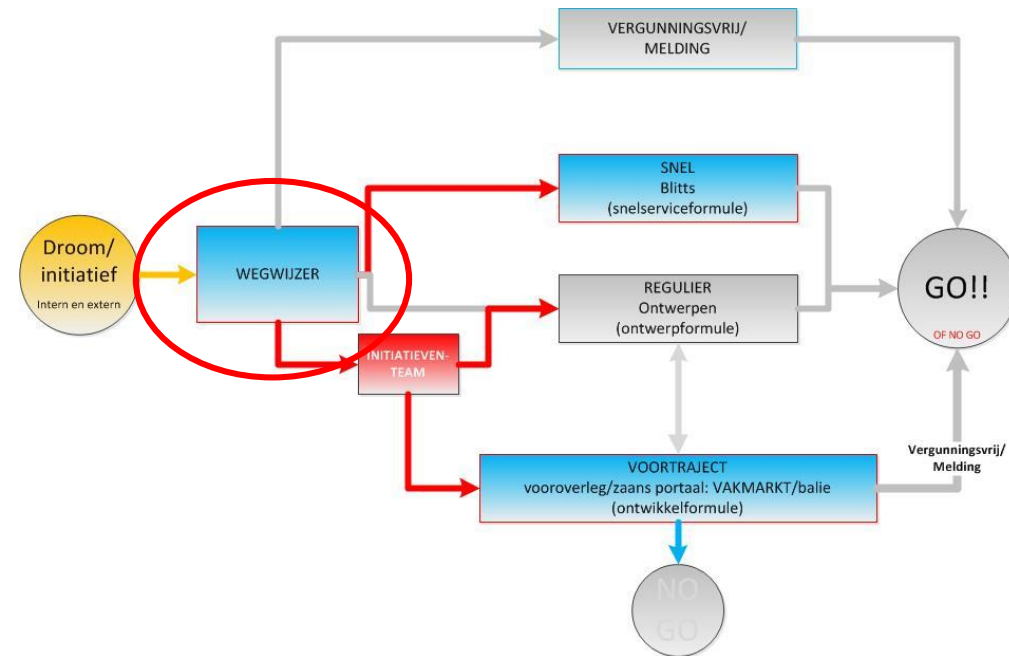 VERGUNNINGSVRIJ/
MELDING
SNEL
Blitts
(snelserviceformule)
Droom/
initiatief
Intern en extern
WEGWIJZER
REGULIER
Ontwerpen
(ontwerpformule)
GO!!
OF NO GO
INITIATIEVEN-
TEAM
Vergunningsvrij/
Melding
VOORTRAJECT
vooroverleg/zaans portaal: VAKMARKT/balie
(ontwikkelformule)
NO
GO